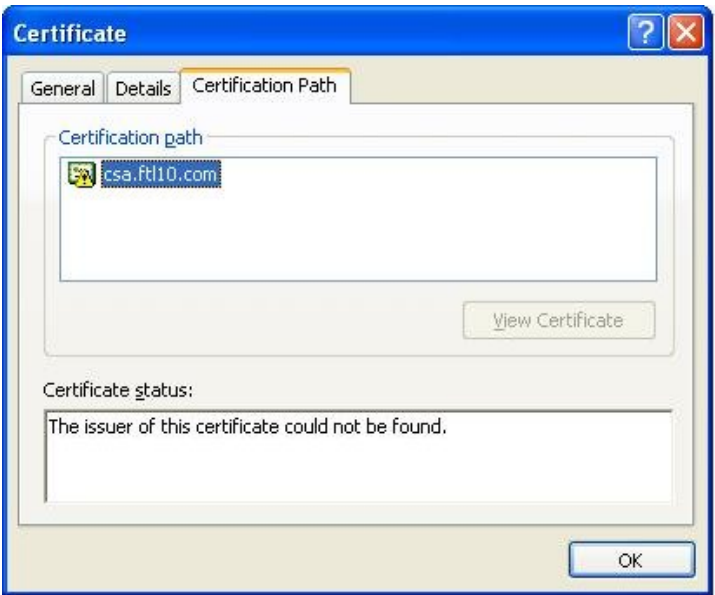 Certificate
General Details Certification Path
Certification path
csa.ftl10.com
View Certificate
Certificate status:
The issuer of this certificate could not be found.
OK